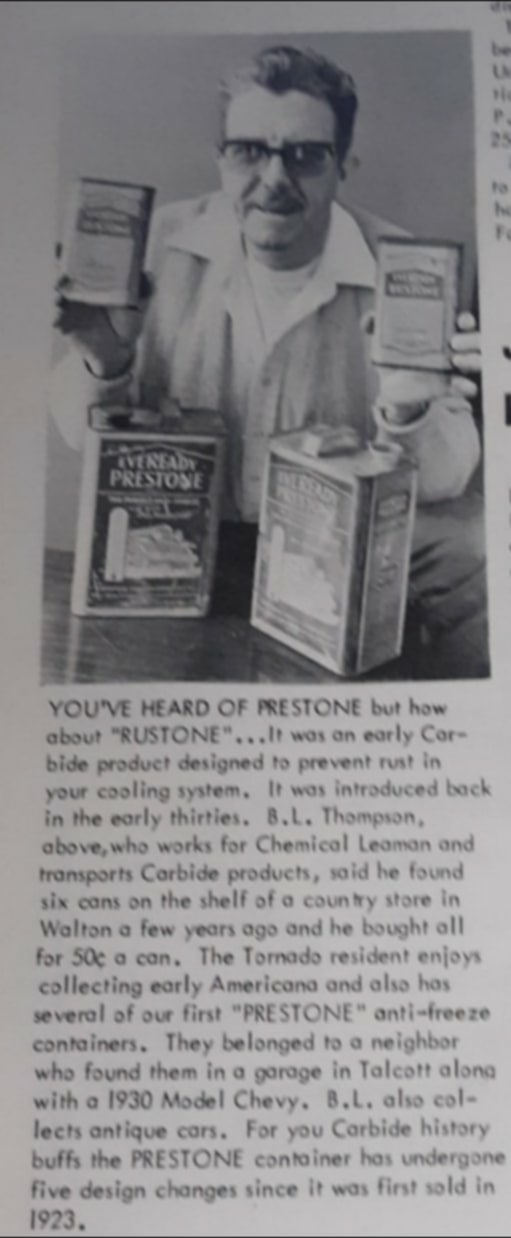 EVEREADY
PRESTONE
EVEREADY
PRESTONE
EVEREADY
RUSTONE
YOU'VE HEARD OF PRESTONE but how
about "RUSTONE"...It was an early Car-
bide product designed to prevent rust in
your cooling system. It was introduced back
in the early thirties. B.L. Thompson,
above,who works for Chemical Leaman and
transports Carbide products, said he found
six cans on the shelf of a country store in
Walton a few years ago and he bought all
for 50¢ a can. The Tornado resident enjoys
collecting early Americana and also has
several of our first "PRESTONE" anti-freeze
containers. They belonged to a neighbor
who found them in a garage in Talcott along
with a 1930 Model Chevy. B.L. also col-
lects antique cars. For you Carbide history
buffs the PRESTONE container has undergone
five design changes since it was first sold in
1923.